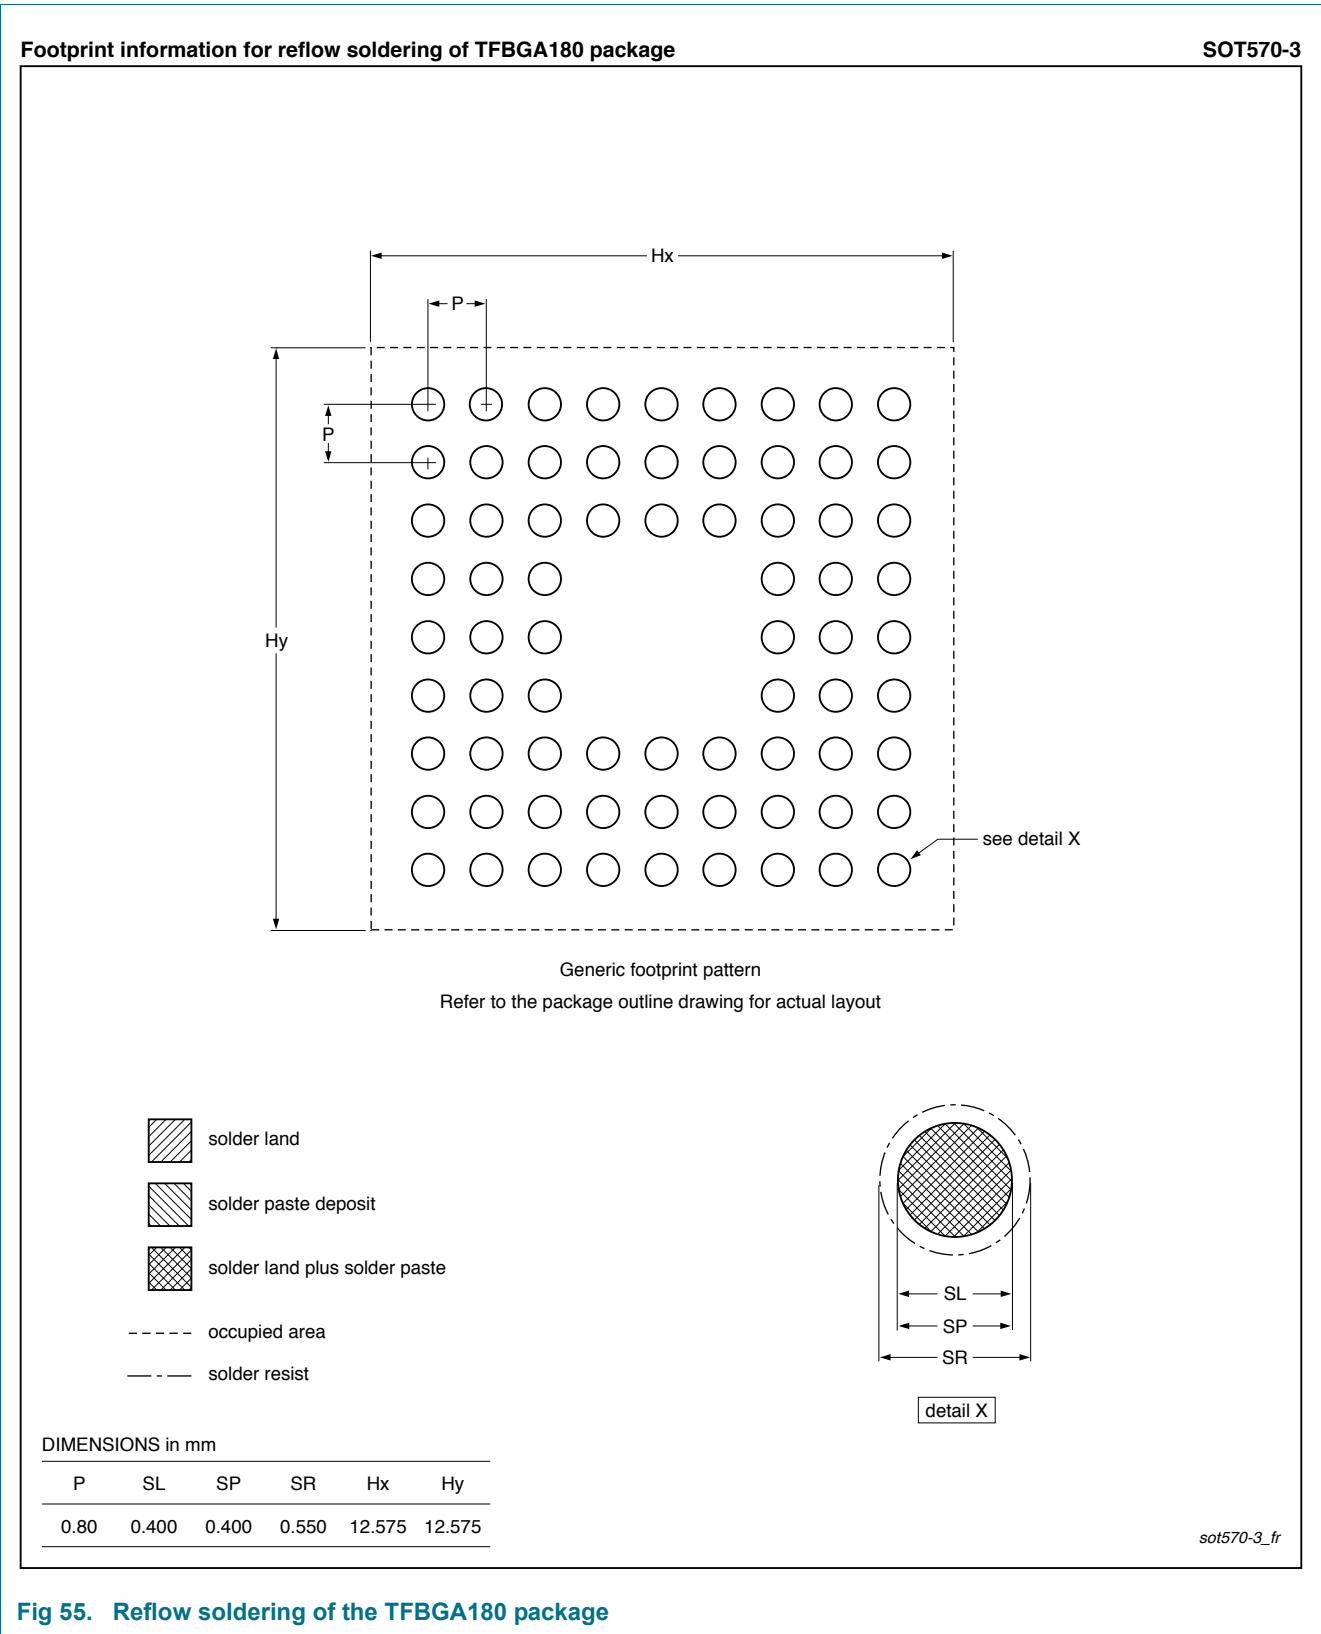 Footprint information for reflow soldering of TFBGA180 package SOT570-3
Hx
P
P
Hy
see detail X
Generic footprint pattern
Refer to the package outline drawing for actual layout
solder land
solder paste deposit
solder land plus solder paste
occupied area
solder resist
SL
SP
SR
detail X
DIMENSIONS in mm
P SL SP SR Hx Hy
0.80 0.400 0.400 0.550 12.575 12.575
sot570-3_fr
Fig 55. Reflow soldering of the TFBGA180 package